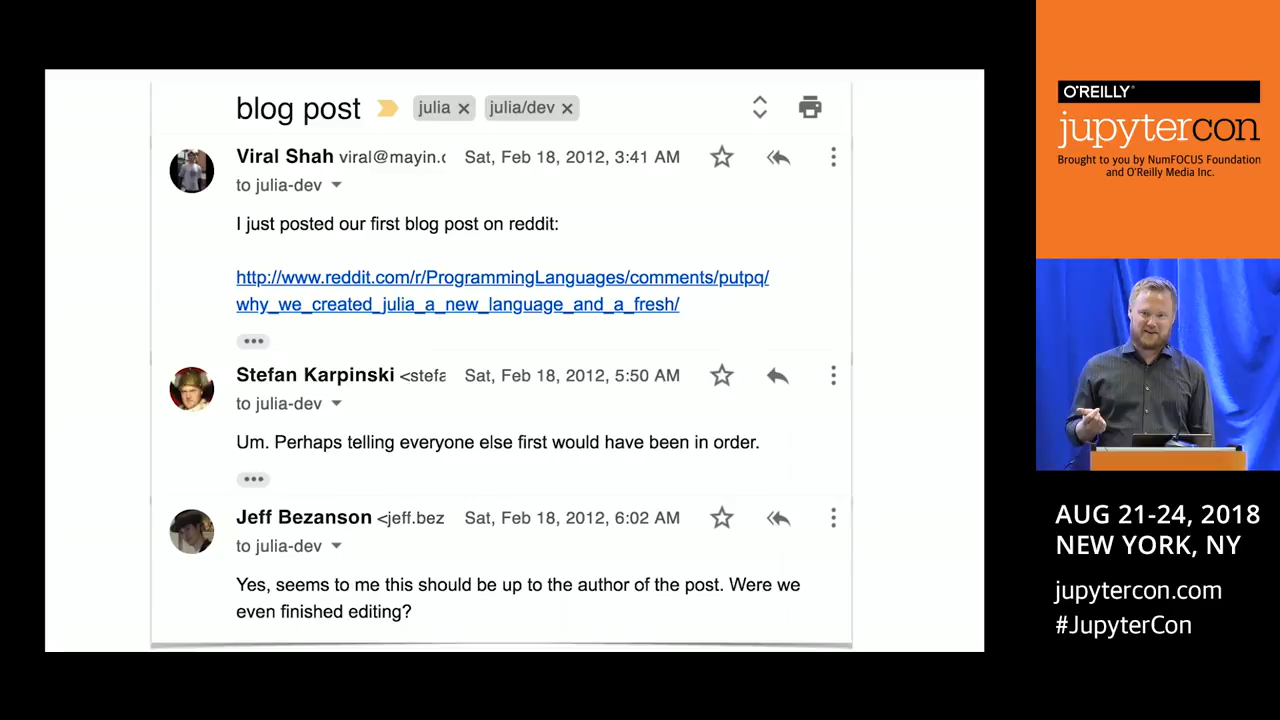 blog post julia × julia/dev ×
Viral Shah viral@mayin.c Sat, Feb 18, 2012, 3:41 AM
to julia-dev
I just posted our first blog post on reddit:
http://www.reddit.com/r/ProgrammingLanguages/comments/putpq/
why_we_created_julia_a_new_language_and_a_fresh/
Stefan Karpinski <stefa Sat, Feb 18, 2012, 5:50 AM
to julia-dev
Um. Perhaps telling everyone else first would have been in order.
Jeff Bezanson <jeff.bez Sat, Feb 18, 2012, 6:02 AM
to julia-dev
Yes, seems to me this should be up to the author of the post. Were we
even finished editing?
O'REILLY®
jupytercon
Brought to you by NumFOCUS Foundation
and O'Reilly Media Inc.
AUG 21-24, 2018
NEW YORK, NY
jupytercon.com
#JupyterCon